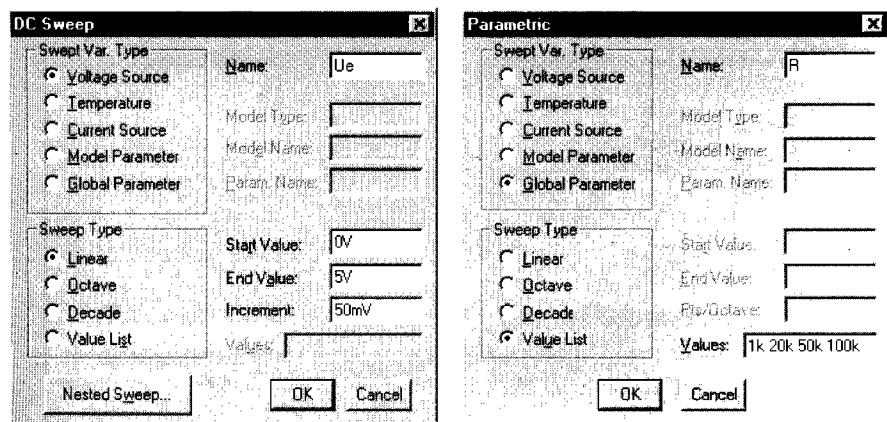 DC Sweep
Swept Var. Type
Voltage Source
Temperature
Current Source
Model Parameter
Global Parameter
Name: Ue
Model Type:
Model Name:
Param. Name:
Sweep Type
Linear
Octave
Decade
Value List
Start Value: 0V
End Value: 5V
Increment: 50mV
Values:
Nested Sweep...
OK
Cancel
Parametric
Swept Var. Type
Voltage Source
Temperature
Current Source
Model Parameter
Global Parameter
Name: R
Model Type:
Model Name:
Param. Name:
Sweep Type
Linear
Octave
Decade
Value List
Start Value:
End Value:
Pts/Octave:
Values: 1k 20k 50k 100k
OK
Cancel